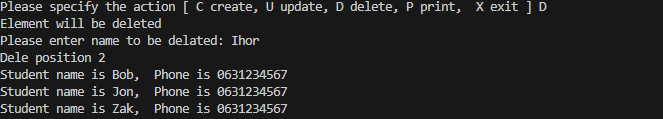 Please specify the action [ C create, U update, D delete, P print,  X exit ] D
Element will be deleted
Please enter name to be delated: Ihor
Dele position 2
Student name is Bob,  Phone is 0631234567
Student name is Jon,  Phone is 0631234567
Student name is Zak,  Phone is 0631234567